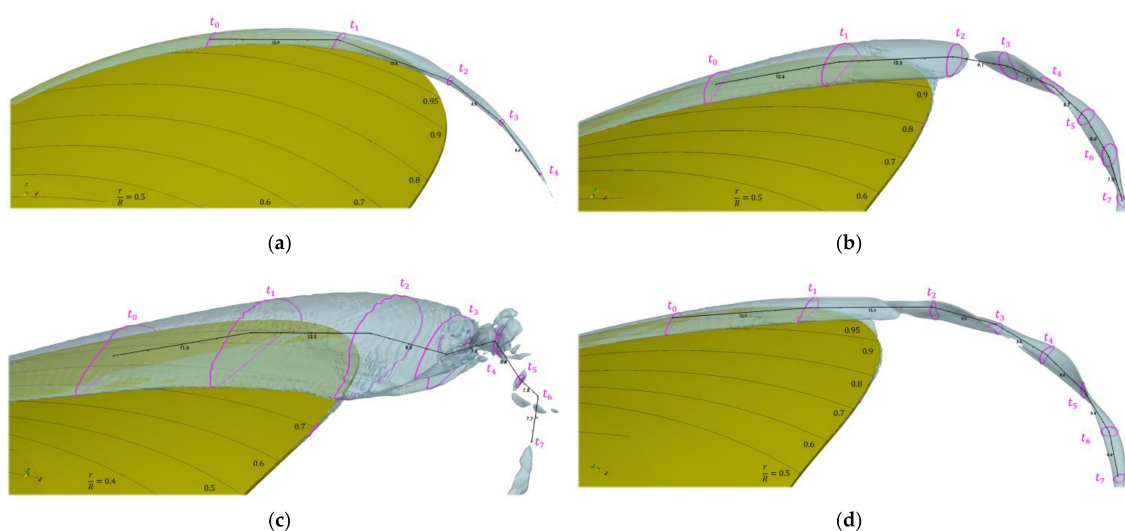 t₀
t₁
t₂
t₃
t₄
0.95
0.9
0.8
0.7
0.6
r/R = 0.5
(a)
t₀
t₁
t₂
t₃
t₄
t₅
t₆
t₇
0.9
0.8
0.7
r/R = 0.5
(b)
t₀
t₁
t₂
t₃
t₄
t₅
t₆
t₇
7.7
0.7
0.6
0.5
r/R = 0.4
(c)
t₀
t₁
t₂
t₃
t₄
t₅
t₆
t₇
0.95
0.9
0.8
0.7
0.6
r/R = 0.5
(d)